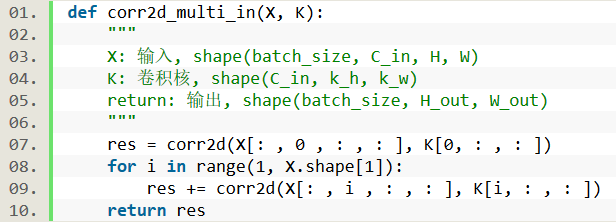 01. def corr2d_multi_in(X, K):
02.     """
03.     X: 输入, shape(batch_size, C_in, H, W)
04.     K: 卷积核, shape(C_in, k_h, k_w)
05.     return: 输出, shape(batch_size, H_out, W_out)
06.     """
07.     res = corr2d(X[: , 0 , : , : ], K[0, : , : ])
08.     for i in range(1, X.shape[1]):
09.         res += corr2d(X[: , i , : , : ], K[i, : , : ])
10.     return res